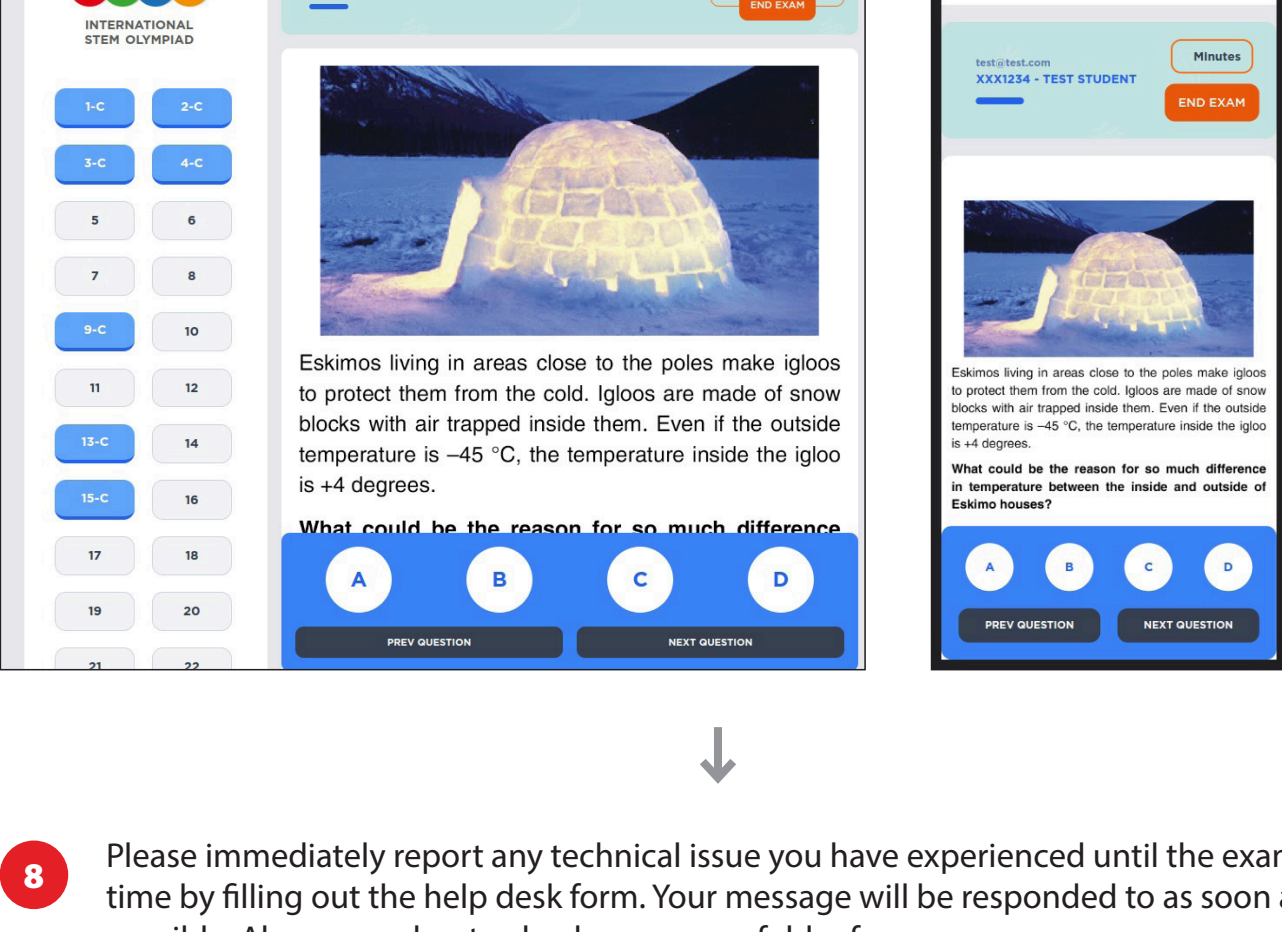 INTERNATIONAL
STEM OLYMPIAD
1-C
2-C
3-C
4-C
5
6
7
8
9-C
10
11
12
13-C
14
15-C
16
17
18
19
20
21
22
END EXAM
Eskimos living in areas close to the poles make igloos
to protect them from the cold. Igloos are made of snow
blocks with air trapped inside them. Even if the outside
temperature is –45 °C, the temperature inside the igloo
is +4 degrees.
What could be the reason for so much difference
A
B
C
D
PREV QUESTION
NEXT QUESTION
test@test.com
XXX1234 - TEST STUDENT
Minutes
END EXAM
Eskimos living in areas close to the poles make igloos
to protect them from the cold. Igloos are made of snow
blocks with air trapped inside them. Even if the outside
temperature is –45 °C, the temperature inside the igloo
is +4 degrees.
What could be the reason for so much difference
in temperature between the inside and outside of
Eskimo houses?
A
B
C
D
PREV QUESTION
NEXT QUESTION
8
Please immediately report any technical issue you have experienced until the exam
time by filling out the help desk form. Your message will be responded to as soon